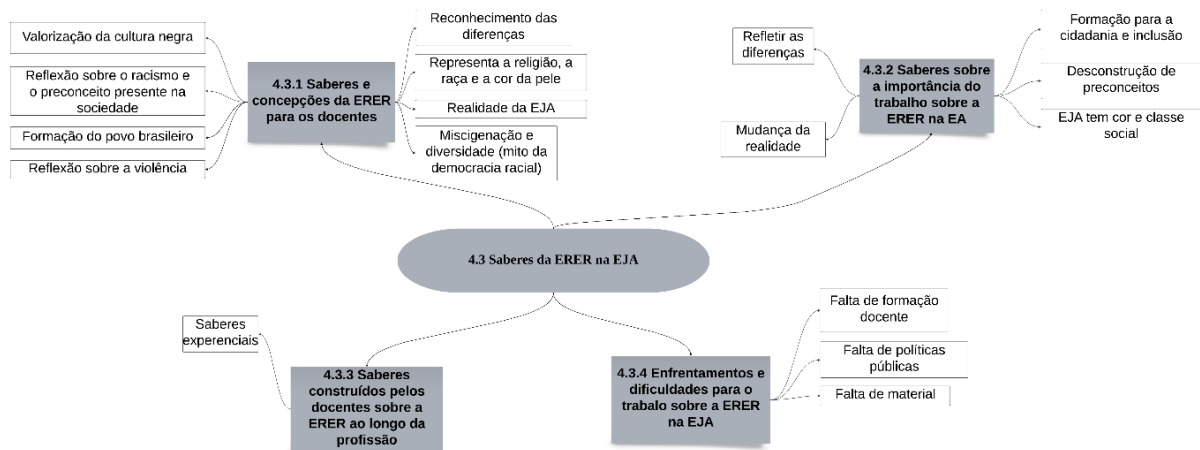 Valorização da cultura negra
Reflexão sobre o racismo e
o preconceito presente na
sociedade
Formação do povo brasileiro
Reflexão sobre a violência
4.3.1 Saberes e
concepções da ERER
para os docentes
Reconhecimento das
diferenças
Representa a religião, a
raça e a cor da pele
Realidade da EJA
Miscigenação e
diversidade (mito da
democracia racial)
Refletir as
diferenças
Mudança da
realidade
4.3.2 Saberes sobre
a importância do
trabalho sobre a
ERER na EA
Formação para a
cidadania e inclusão
Desconstrução de
preconceitos
EJA tem cor e classe
social
4.3 Saberes da ERER na EJA
Saberes
experenciais
4.3.3 Saberes
construídos pelos
docentes sobre a
ERER ao longo da
profissão
4.3.4 Enfrentamentos e
dificuldades para o
trabalo sobre a ERER
na EJA
Falta de formação
docente
Falta de políticas
públicas
Falta de material